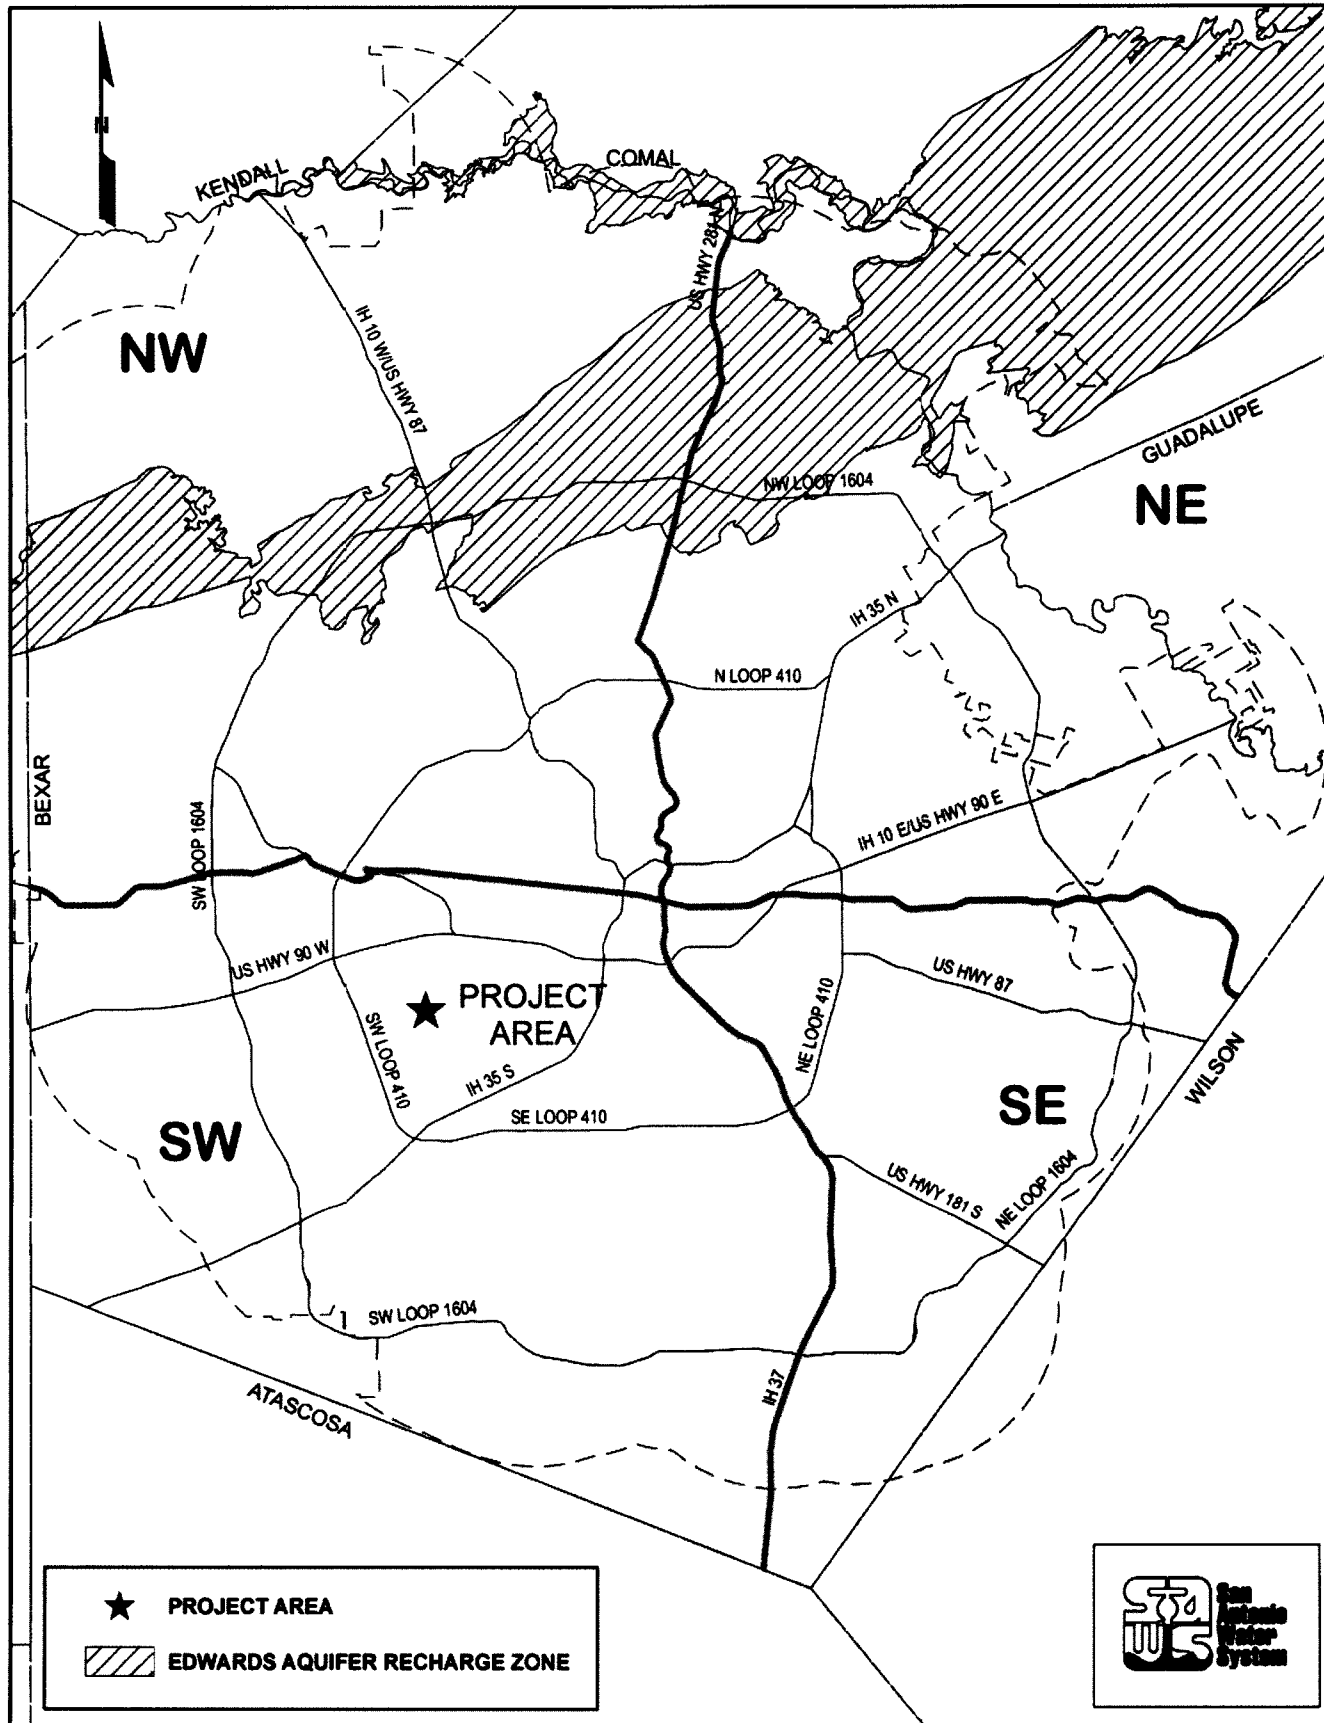 N
KENDALL
COMAL
US HWY 281 N
NW
IH 10 W/US HWY 87
GUADALUPE
NW LOOP 1604
NE
IH 35 N
N LOOP 410
BEXAR
SW LOOP 1604
IH 10 E/US HWY 90 E
US HWY 90 W
US HWY 87
PROJECT
AREA
SW LOOP 410
NE LOOP 410
IH 35 S
SE LOOP 410
WILSON
SE
SW
US HWY 181 S
NE LOOP 1604
SW LOOP 1604
IH 37
ATASCOSA
PROJECT AREA
EDWARDS AQUIFER RECHARGE ZONE
San
Antonio
Water
System